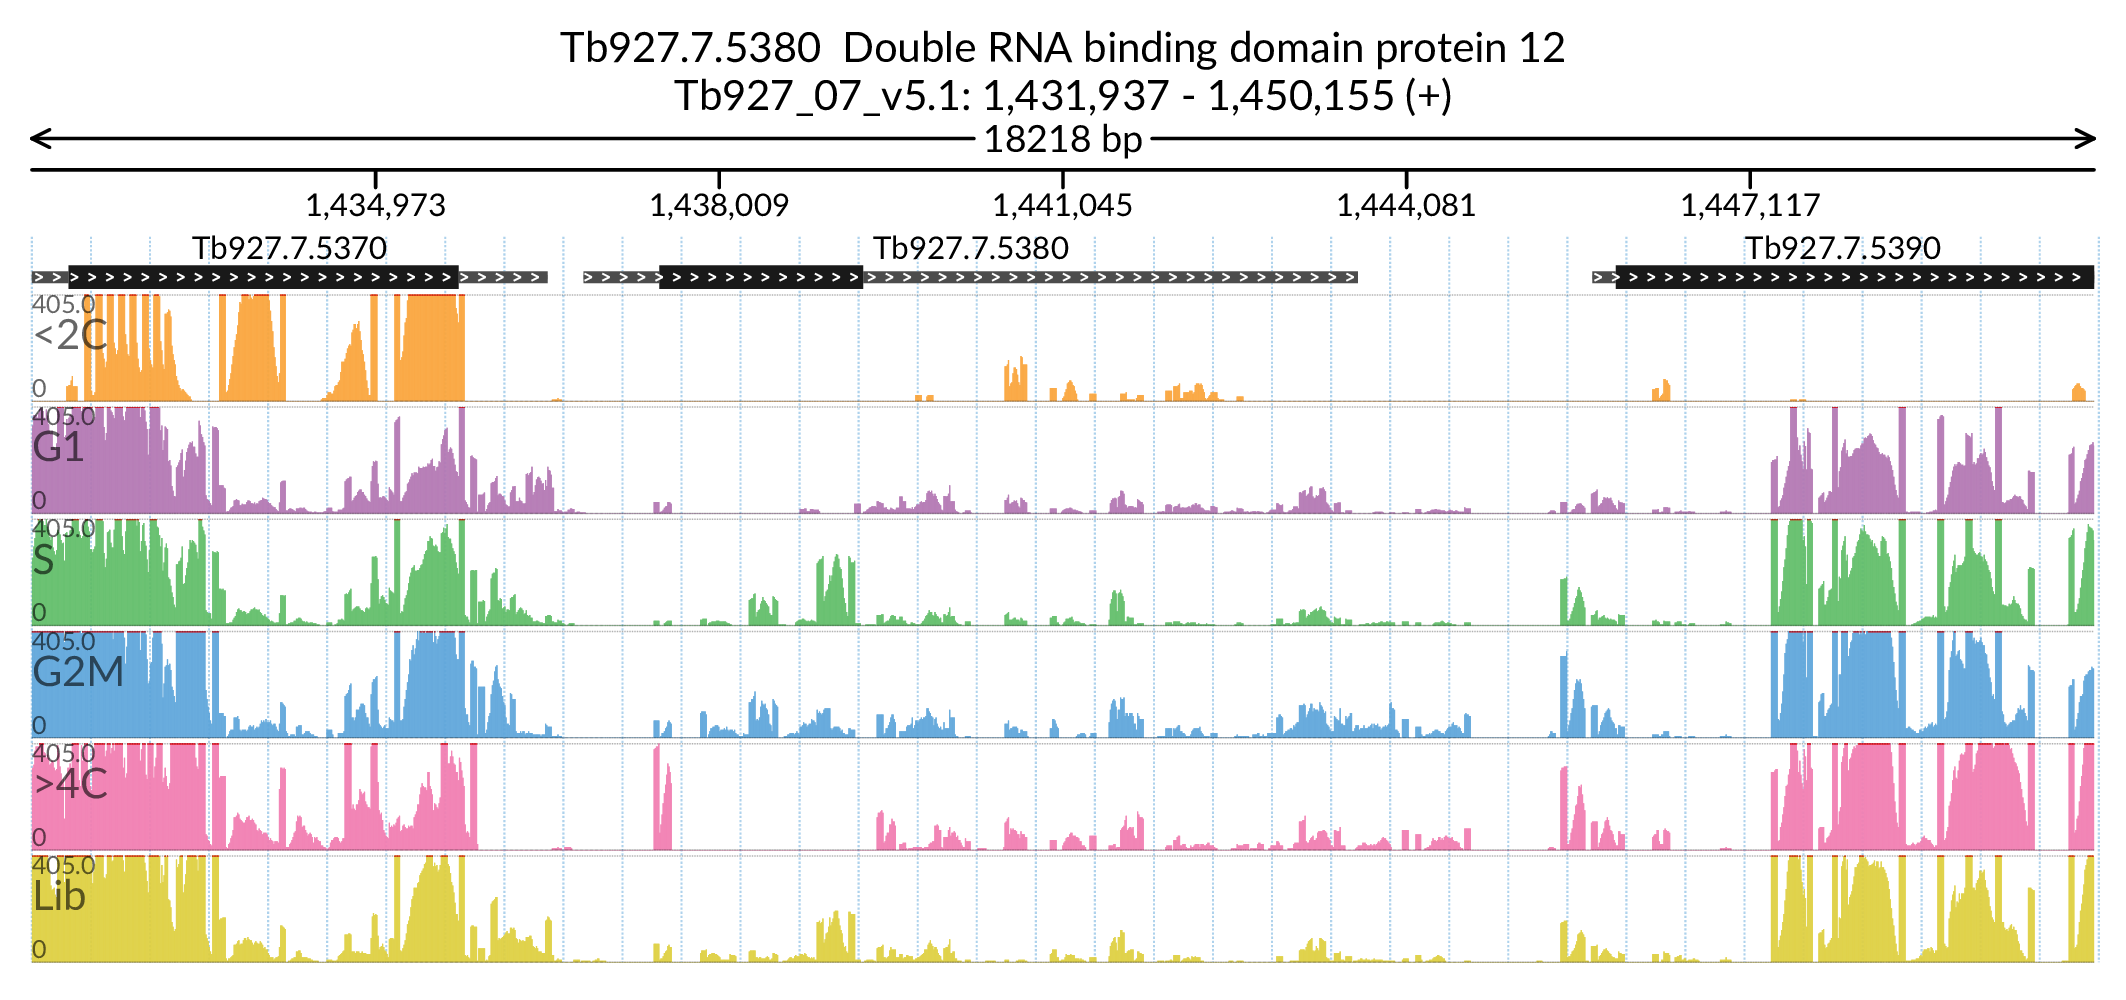 Tb927.7.5380 Double RNA binding domain protein 12
Tb927_07_v5.1: 1,431,937 - 1,450,155 (+)
18218 bp
1,434,973 1,438,009 1,441,045 1,444,081 1,447,117
Tb927.7.5370 Tb927.7.5380 Tb927.7.5390
405.0
<2C
0
405.0
G1
0
405.0
S
0
405.0
G2M
0
405.0
>4C
0
405.0
Lib
0